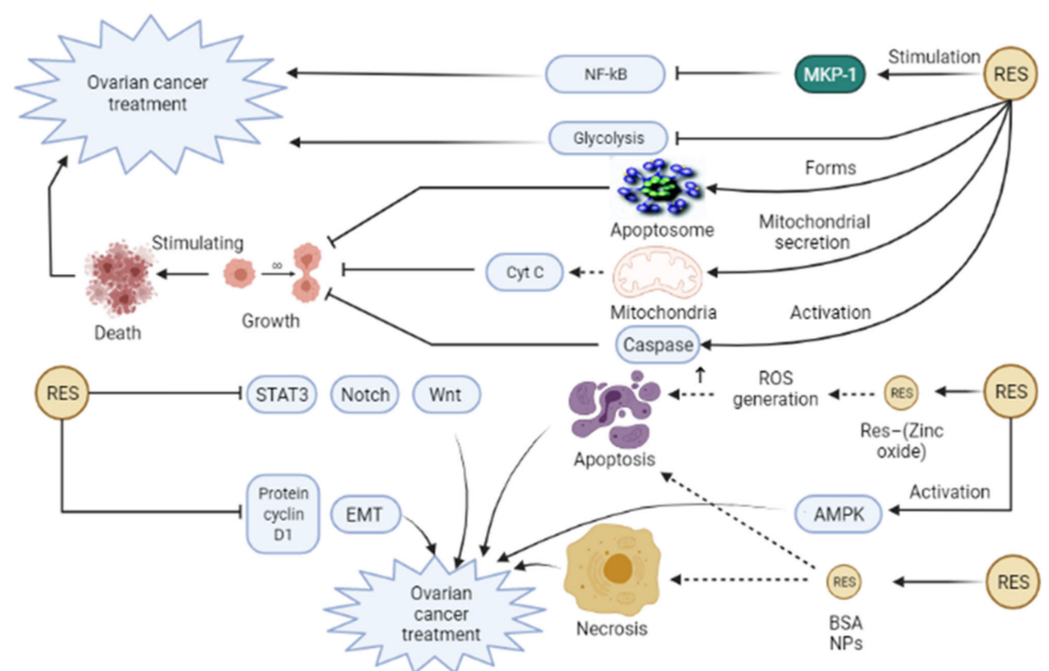 Ovarian cancer
treatment
NF-kB
MKP-1
Stimulation
RES
Glycolysis
Forms
Apoptosome
Mitochondrial
secretion
Stimulating
∞
Cyt C
Mitochondria
Death
Growth
Activation
Caspase
RES
STAT3
Notch
Wnt
ROS
generation
RES
RES
Res–(Zinc
oxide)
Apoptosis
Protein
cyclin
D1
EMT
AMPK
Activation
Ovarian
cancer
treatment
Necrosis
RES
RES
BSA
NPs